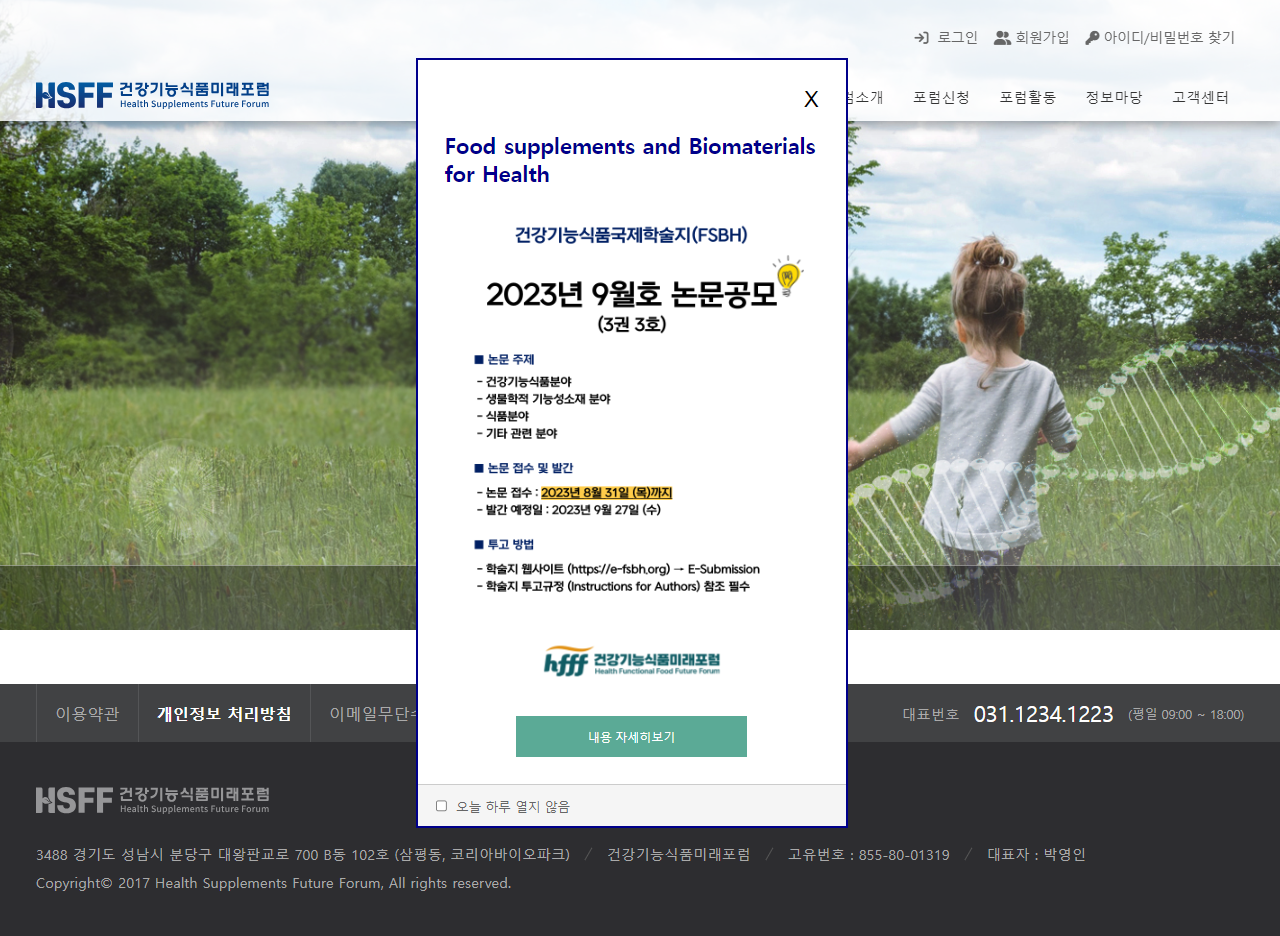 로그인 회원가입 아이디/비밀번호 찾기
HSFF 건강기능식품미래포럼
Health Supplements Future Forum
포럼신청 포럼활동 정보마당 고객센터
X
Food supplements and Biomaterials
for Health
건강기능식품국제학술지(FSBH)
2023년 9월호 논문공모
(3권 3호)
■ 논문 주제
- 건강기능식품분야
- 생물학적 기능성소재 분야
- 식품분야
- 기타 관련 분야
■ 논문 접수 및 발간
- 논문 접수 : 2023년 8월 31일 (목)까지
- 발간 예정일 : 2023년 9월 27일 (수)
■ 투고 방법
- 학술지 웹사이트 (https://e-fsbh.org) → E-Submission
- 학술지 투고규정 (Instructions for Authors) 참조 필수
hfff 건강기능식품미래포럼
Health Functional Food Future Forum
내용 자세히보기
오늘 하루 열지 않음
이용약관 개인정보 처리방침
대표번호 031.1234.1223 (평일 09:00 ~ 18:00)
HSFF 건강기능식품미래포럼
Health Supplements Future Forum
3488 경기도 성남시 분당구 대왕판교로 700 B동 102호 (삼평동, 코리아바이오파크) / 건강기능식품미래포럼 / 고유번호 : 855-80-01319 / 대표자 : 박영인
Copyright© 2017 Health Supplements Future Forum, All rights reserved.